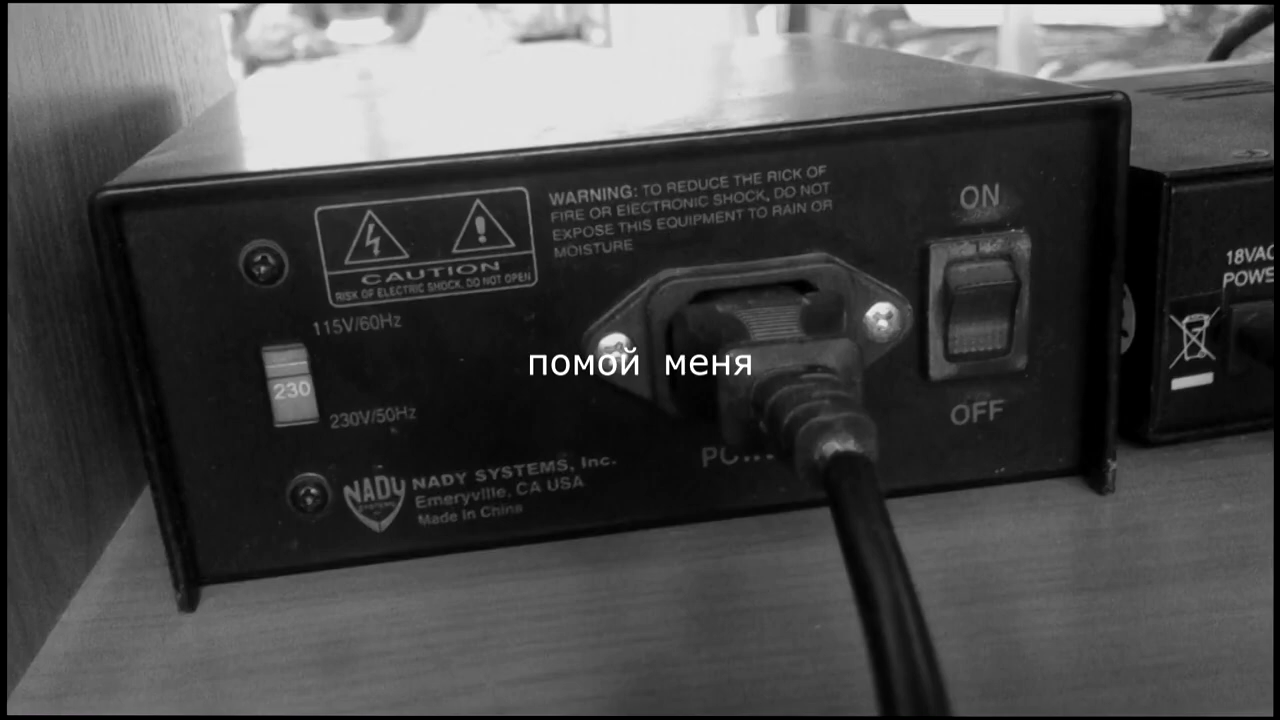 WARNING: TO REDUCE THE RICK OF
FIRE OR ElECTRONIC SHOCK, DO NOT
EXPOSE THIS EQUIPMENT TO RAIN OR
MOISTURE
CAUTION
RISK OF ELECTRIC SHOCK, DO NOT OPEN
ON
OFF
115V/60Hz
230
230V/50Hz
помой меня
NADY
NADY SYSTEMS, Inc.
Emeryville, CA USA
Made In China
18VAC